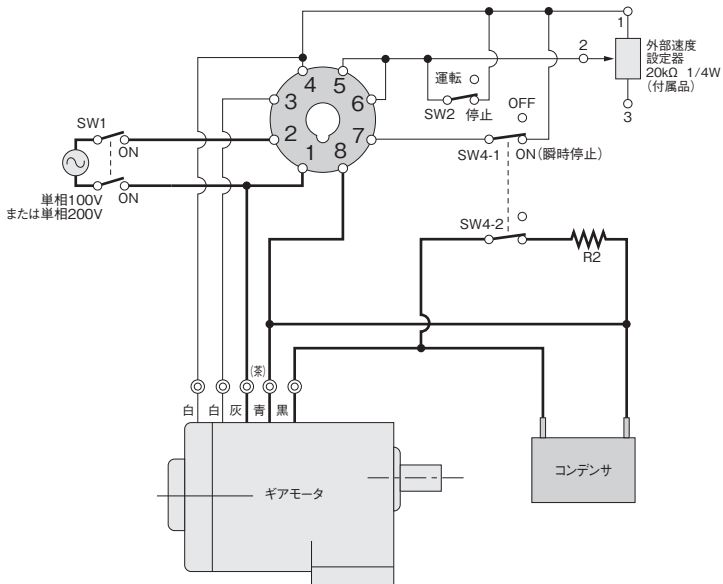 1
2
外部速度
設定器
20kΩ 1/4W
(付属品)
3
4
5
3
6
2
7
1
8
運転
SW2
停止
OFF
SW4-1
ON(瞬時停止)
SW1
ON
ON
単相100V
または単相200V
SW4-2
R2
(茶)
白
白
灰
青
黒
ギアモータ
コンデンサ